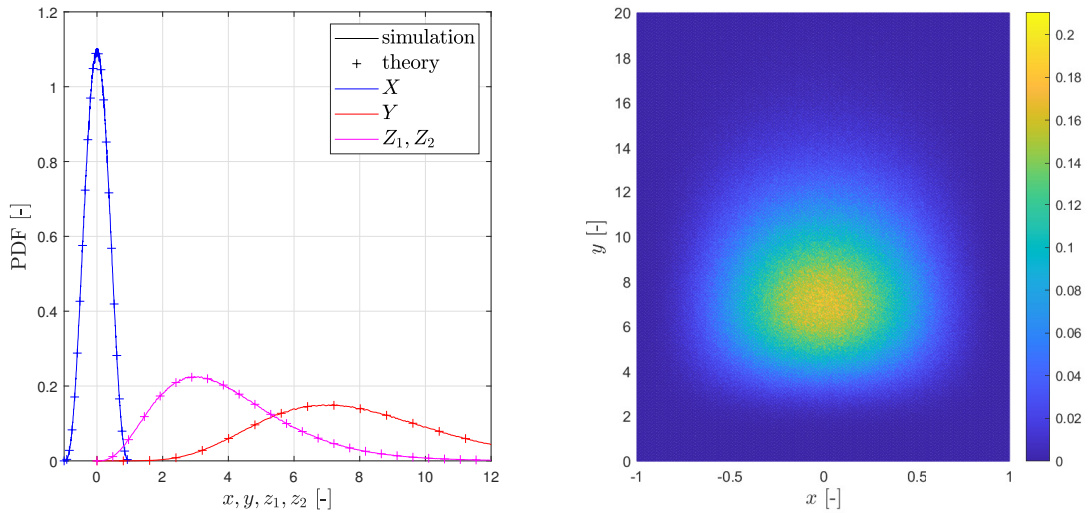 1.2
1
0.8
0.6
0.4
0.2
0
PDF [-]
0 2 4 6 8 10 12
x, y, z₁, z₂ [-]
simulation
theory
X
Y
Z₁, Z₂
20
18
16
14
12
10
8
6
4
2
0
y [-]
-1 -0.5 0 0.5 1
x [-]
0.2
0.18
0.16
0.14
0.12
0.1
0.08
0.06
0.04
0.02
0